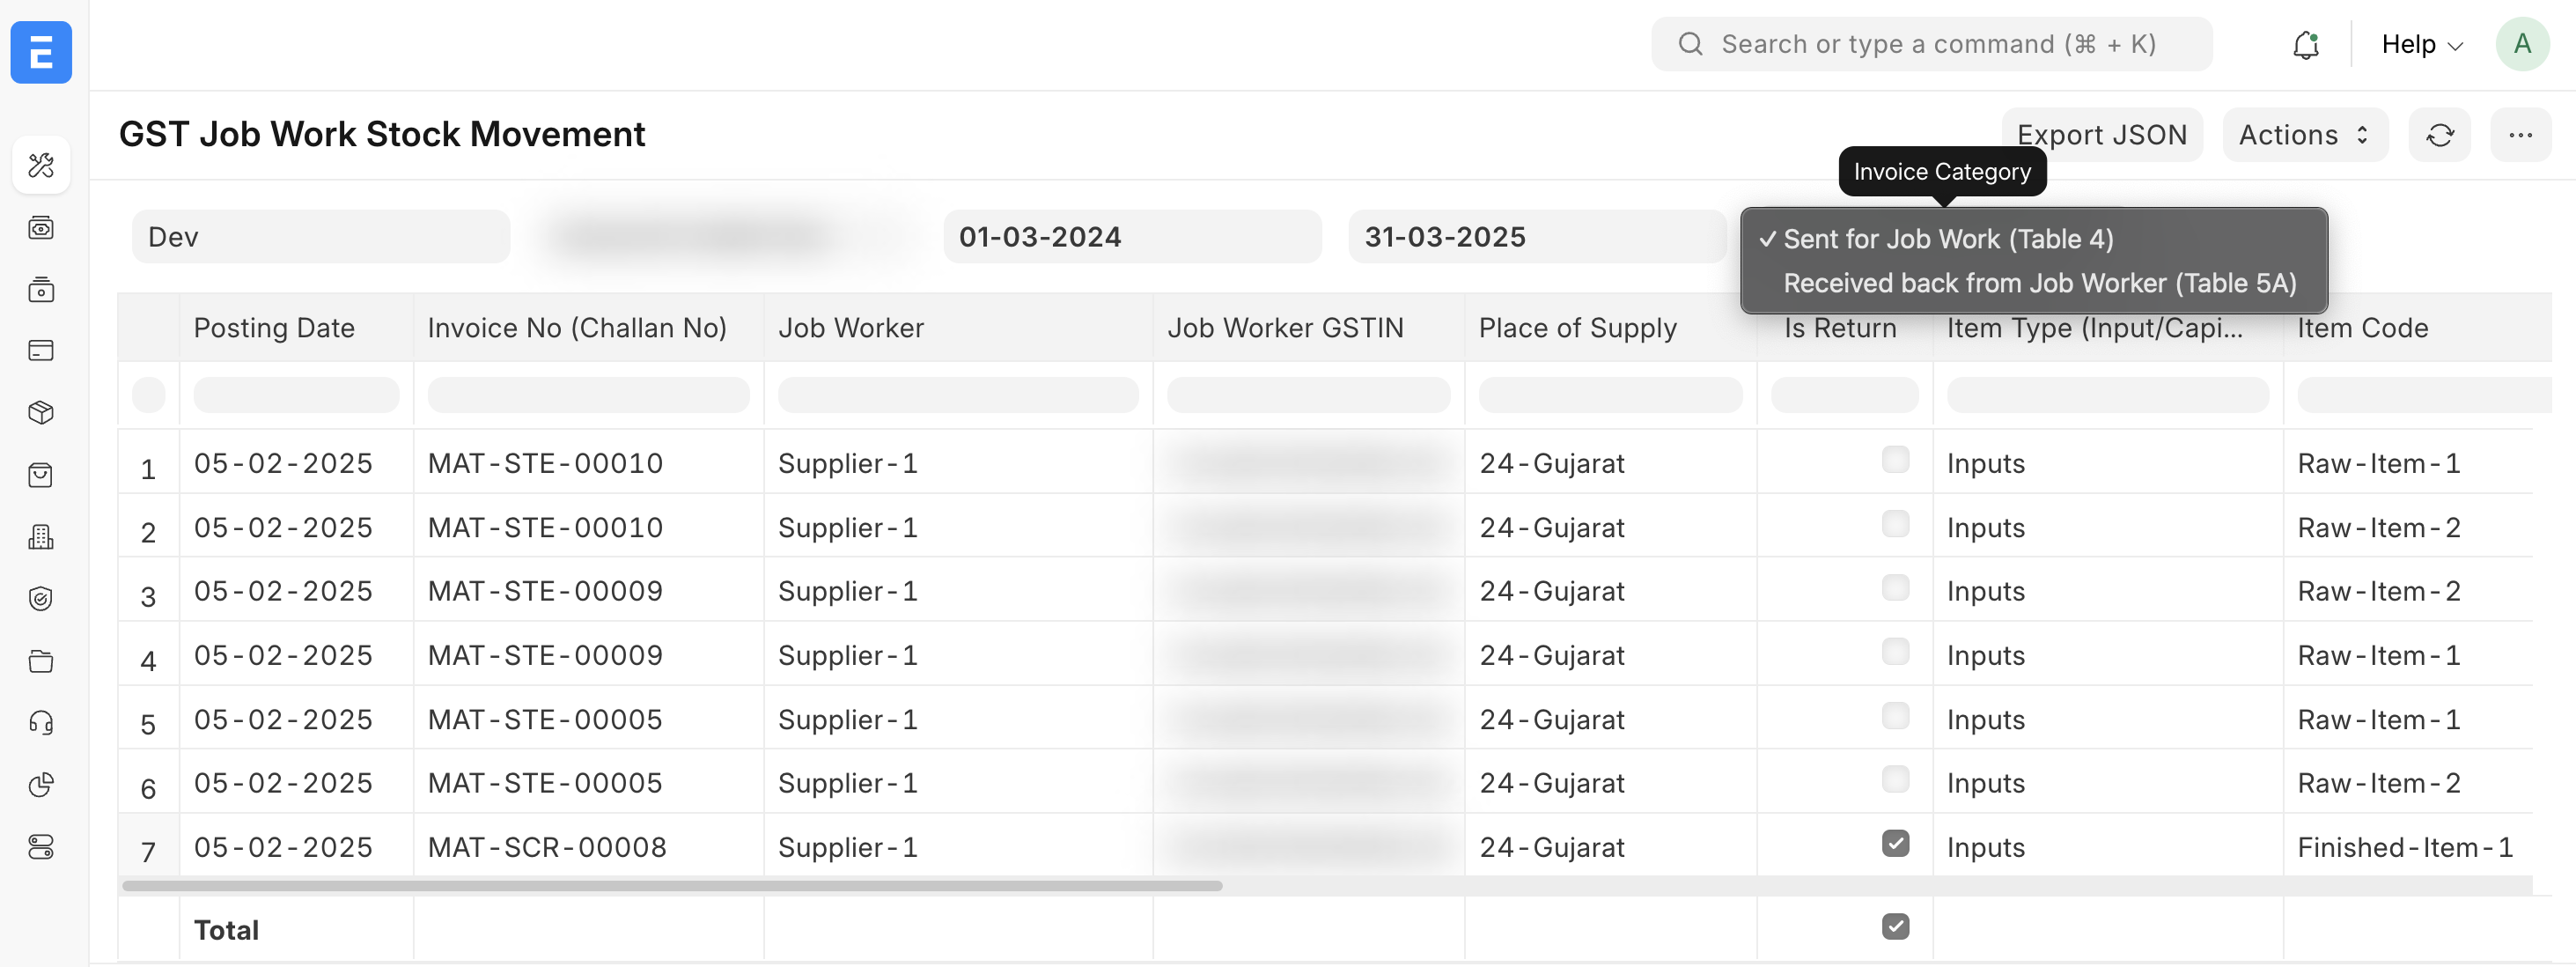 E
Search or type a command (⌘ + K)
Help
A
GST Job Work Stock Movement
Export JSON
Actions
Invoice Category
Dev
01-03-2024
31-03-2025
✓ Sent for Job Work (Table 4)
Received back from Job Worker (Table 5A)
Posting Date Invoice No (Challan No) Job Worker Job Worker GSTIN Place of Supply Is Return Item Type (Input/Capi... Item Code
1 05-02-2025 MAT-STE-00010 Supplier-1 24-Gujarat Inputs Raw-Item-1
2 05-02-2025 MAT-STE-00010 Supplier-1 24-Gujarat Inputs Raw-Item-2
3 05-02-2025 MAT-STE-00009 Supplier-1 24-Gujarat Inputs Raw-Item-2
4 05-02-2025 MAT-STE-00009 Supplier-1 24-Gujarat Inputs Raw-Item-1
5 05-02-2025 MAT-STE-00005 Supplier-1 24-Gujarat Inputs Raw-Item-1
6 05-02-2025 MAT-STE-00005 Supplier-1 24-Gujarat Inputs Raw-Item-2
7 05-02-2025 MAT-SCR-00008 Supplier-1 24-Gujarat Inputs Finished-Item-1
Total